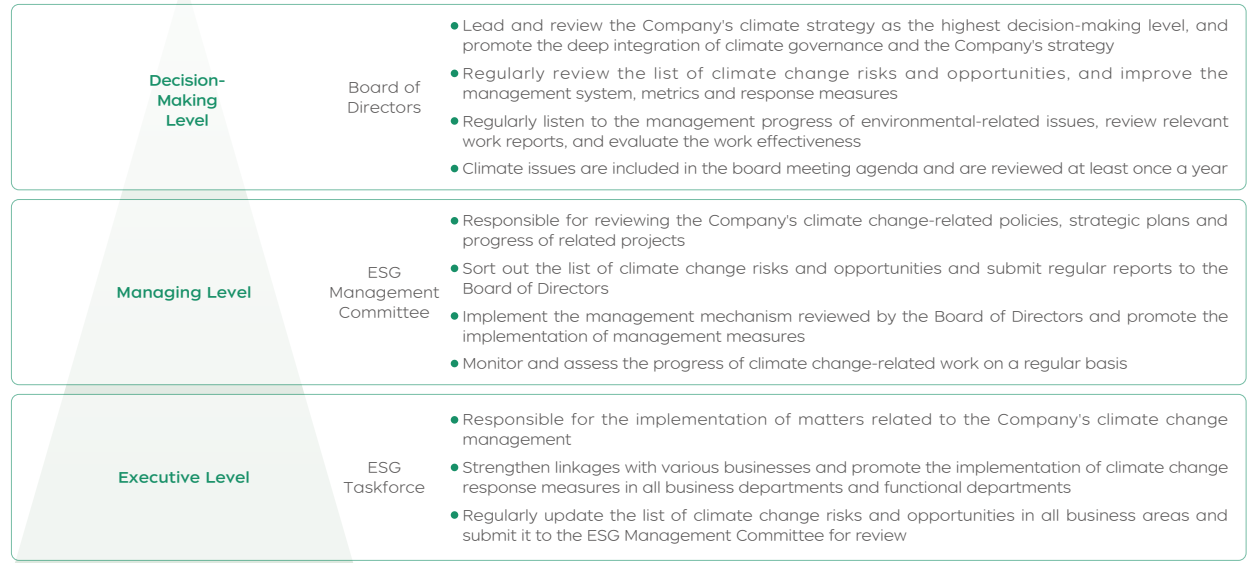 Decision-
Making
Level
Board of
Directors
● Lead and review the Company's climate strategy as the highest decision-making level, and
promote the deep integration of climate governance and the Company's strategy
● Regularly review the list of climate change risks and opportunities, and improve the
management system, metrics and response measures
● Regularly listen to the management progress of environmental-related issues, review relevant
work reports, and evaluate the work effectiveness
● Climate issues are included in the board meeting agenda and are reviewed at least once a year
Managing Level
ESG
Management
Committee
● Responsible for reviewing the Company's climate change-related policies, strategic plans and
progress of related projects
● Sort out the list of climate change risks and opportunities and submit regular reports to the
Board of Directors
● Implement the management mechanism reviewed by the Board of Directors and promote the
implementation of management measures
● Monitor and assess the progress of climate change-related work on a regular basis
Executive Level
ESG
Taskforce
● Responsible for the implementation of matters related to the Company's climate change
management
● Strengthen linkages with various businesses and promote the implementation of climate change
response measures in all business departments and functional departments
● Regularly update the list of climate change risks and opportunities in all business areas and
submit it to the ESG Management Committee for review